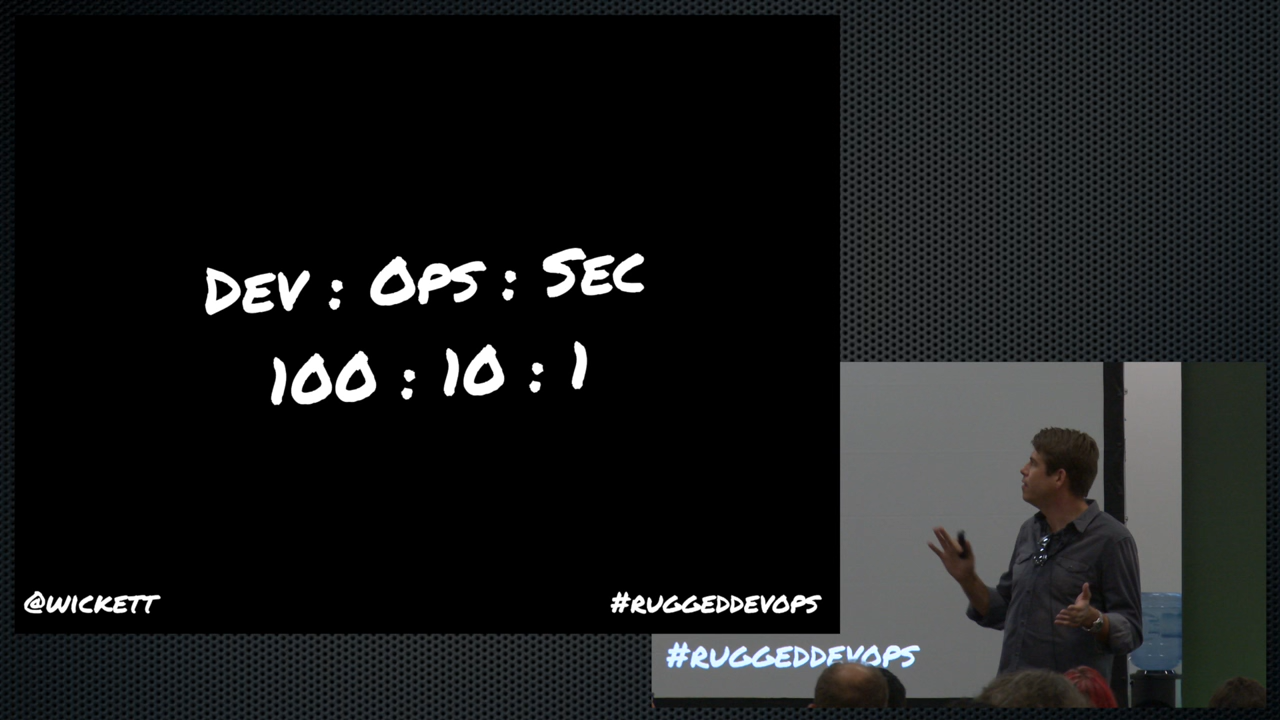 Dev : Ops : Sec
100 : 10 : 1
@wickett
#ruggeddevops
#ruggeddevops